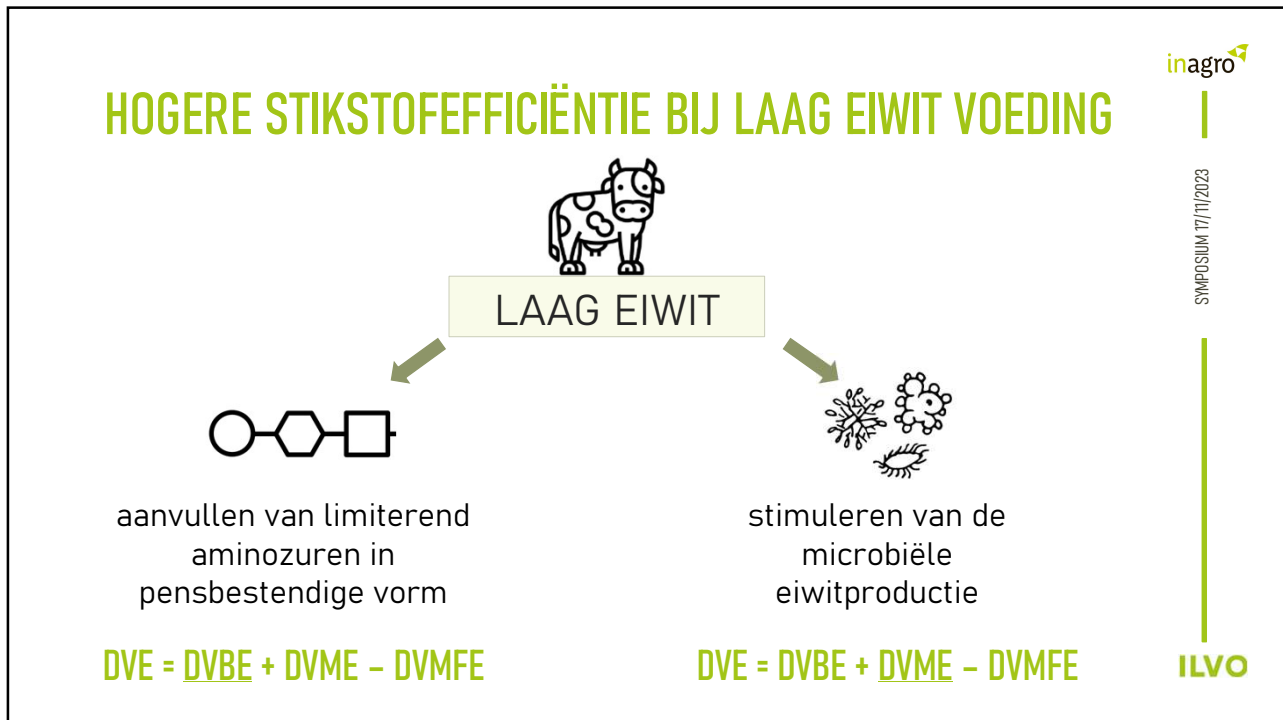 inagro
HOGERE STIKSTOFEFFICIËNTIE BIJ LAAG EIWIT VOEDING
SYMPOSIUM 17/11/2023
LAAG EIWIT
aanvullen van limiterend
aminozuren in
pensbestendige vorm
DVE = DVBE + DVME – DVMFE
stimuleren van de
microbiële
eiwitproductie
DVE = DVBE + DVME – DVMFE
ILVO